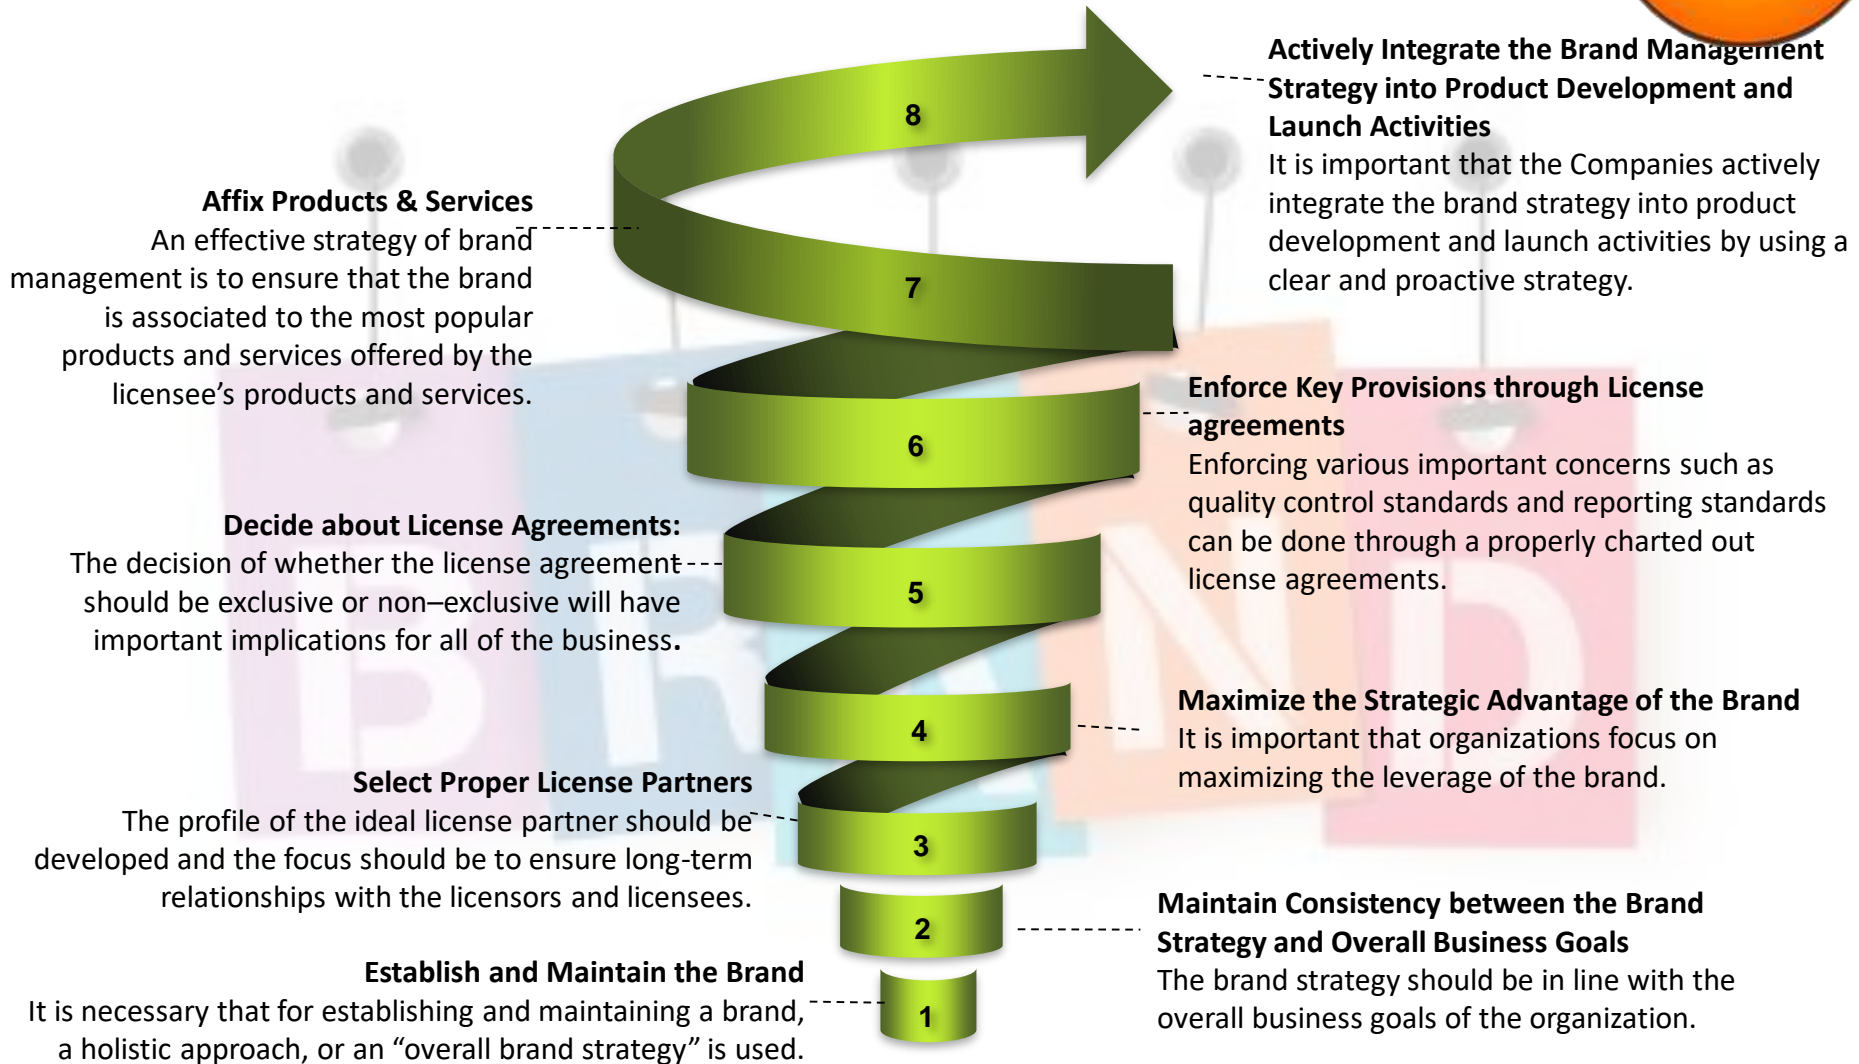 8
Actively Integrate the Brand Management
Strategy into Product Development and
Launch Activities
It is important that the Companies actively
integrate the brand strategy into product
development and launch activities by using a
clear and proactive strategy.
Affix Products & Services
An effective strategy of brand
management is to ensure that the brand
is associated to the most popular
products and services offered by the
licensee’s products and services.
7
Enforce Key Provisions through License
agreements
Enforcing various important concerns such as
quality control standards and reporting standards
can be done through a properly charted out
license agreements.
6
Decide about License Agreements:
The decision of whether the license agreement
should be exclusive or non–exclusive will have
important implications for all of the business.
5
Maximize the Strategic Advantage of the Brand
It is important that organizations focus on
maximizing the leverage of the brand.
4
Select Proper License Partners
The profile of the ideal license partner should be
developed and the focus should be to ensure long-term
relationships with the licensors and licensees.
3
Maintain Consistency between the Brand
Strategy and Overall Business Goals
The brand strategy should be in line with the
overall business goals of the organization.
2
Establish and Maintain the Brand
It is necessary that for establishing and maintaining a brand,
a holistic approach, or an “overall brand strategy” is used.
1
BRAND